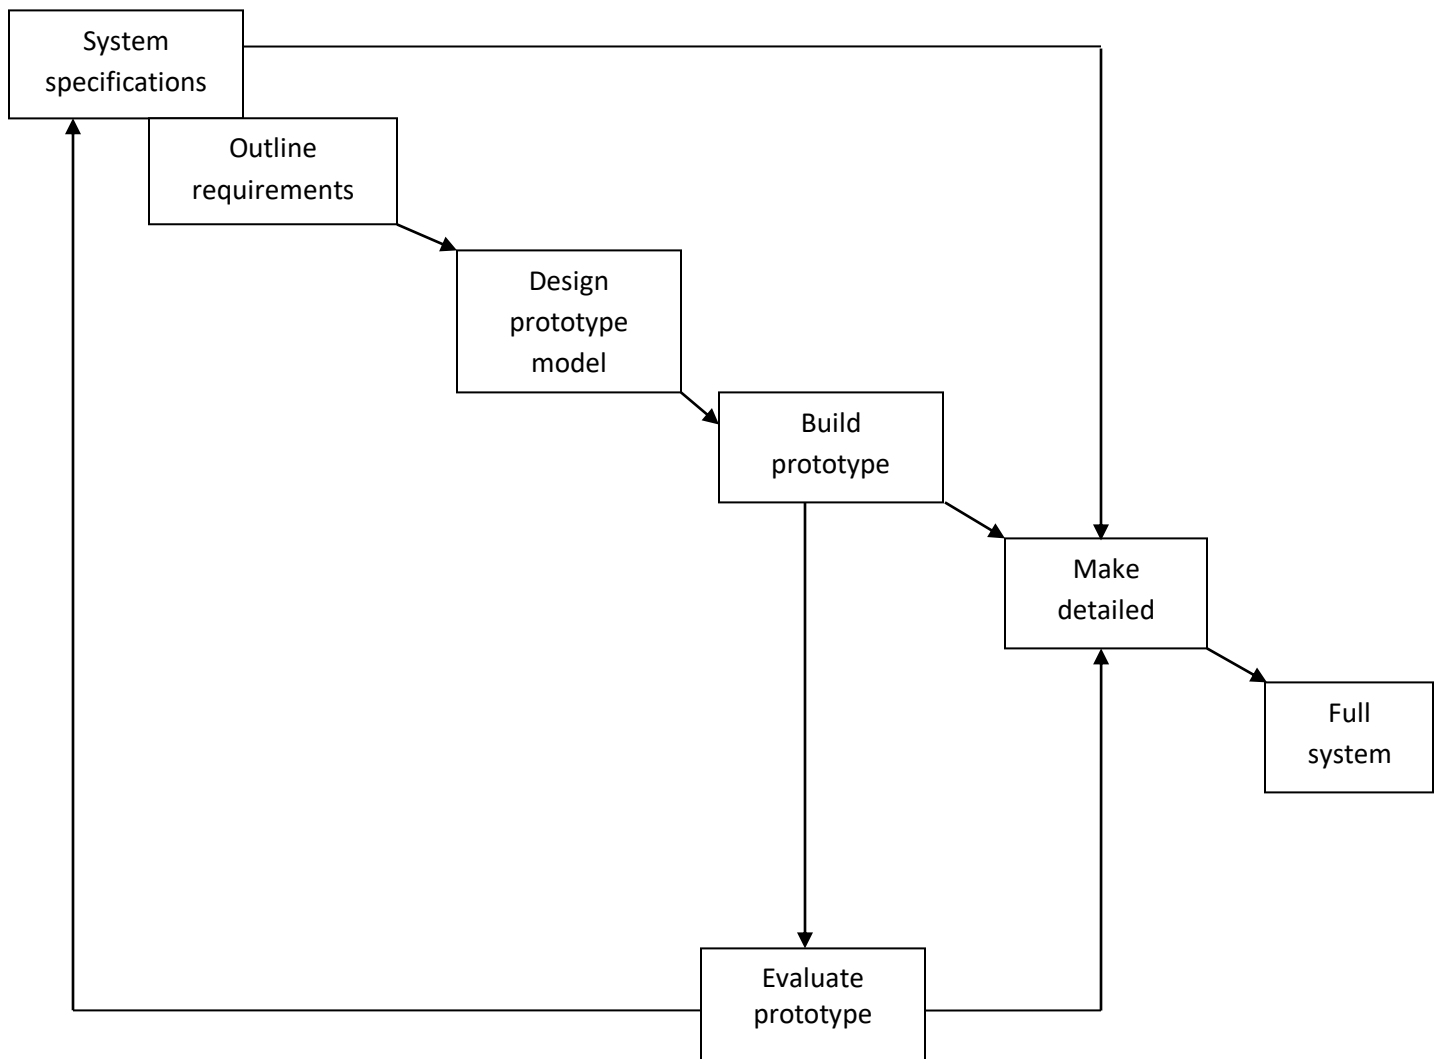 System
specifications
Outline
requirements
Design
prototype
model
Build
prototype
Make
detailed
Full
system
Evaluate
prototype